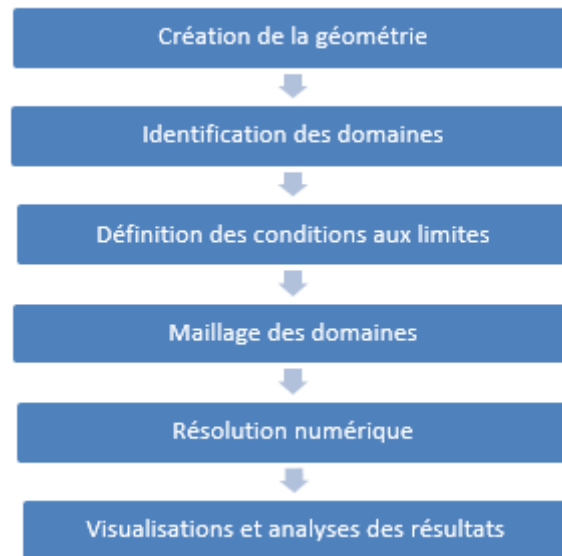 Création de la géométrie
Identification des domaines
Définition des conditions aux limites
Maillage des domaines
Résolution numérique
Visualisations et analyses des résultats